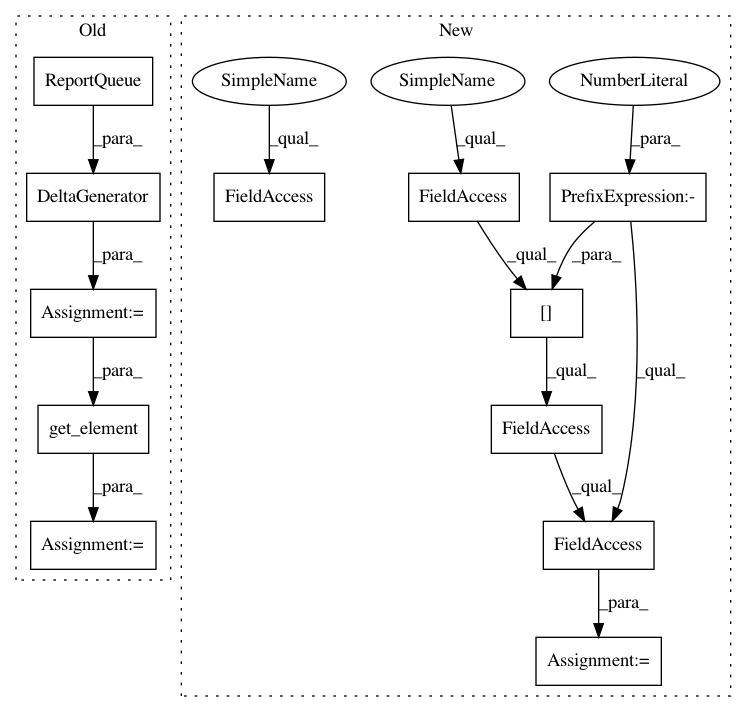 Old
New
ReportQueue
SimpleName
SimpleName
NumberLiteral
_para_
_qual_
_qual_
_para_
DeltaGenerator
FieldAccess
FieldAccess
PrefixExpression:-
_para_
_qual_
_para_
Assignment:=
[]
_para_
_qual_
_qual_
get_element
FieldAccess
_para_
_qual_
Assignment:=
FieldAccess
_para_
Assignment:=